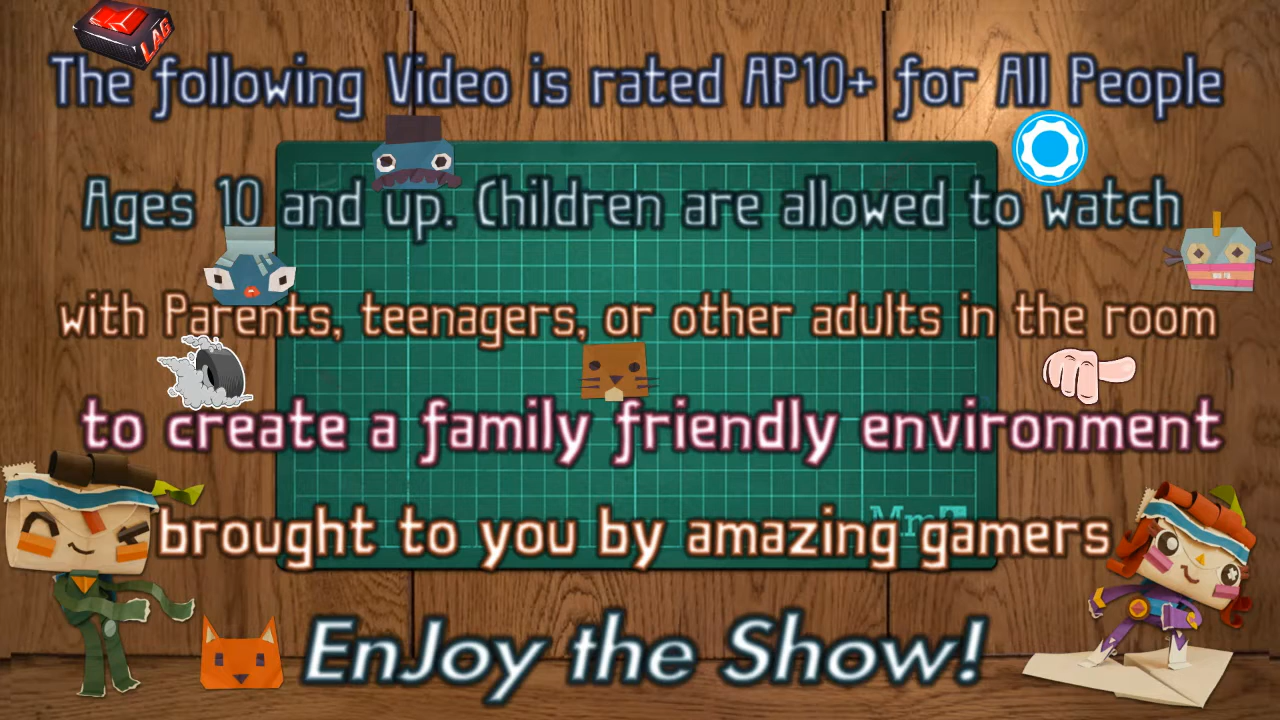 LAG
The following Video is rated AP10+ for All People
Ages 10 and up. Children are allowed to watch
with Parents, teenagers, or other adults in the room
to create a family friendly environment
brought to you by amazing gamers
EnJoy the Show!